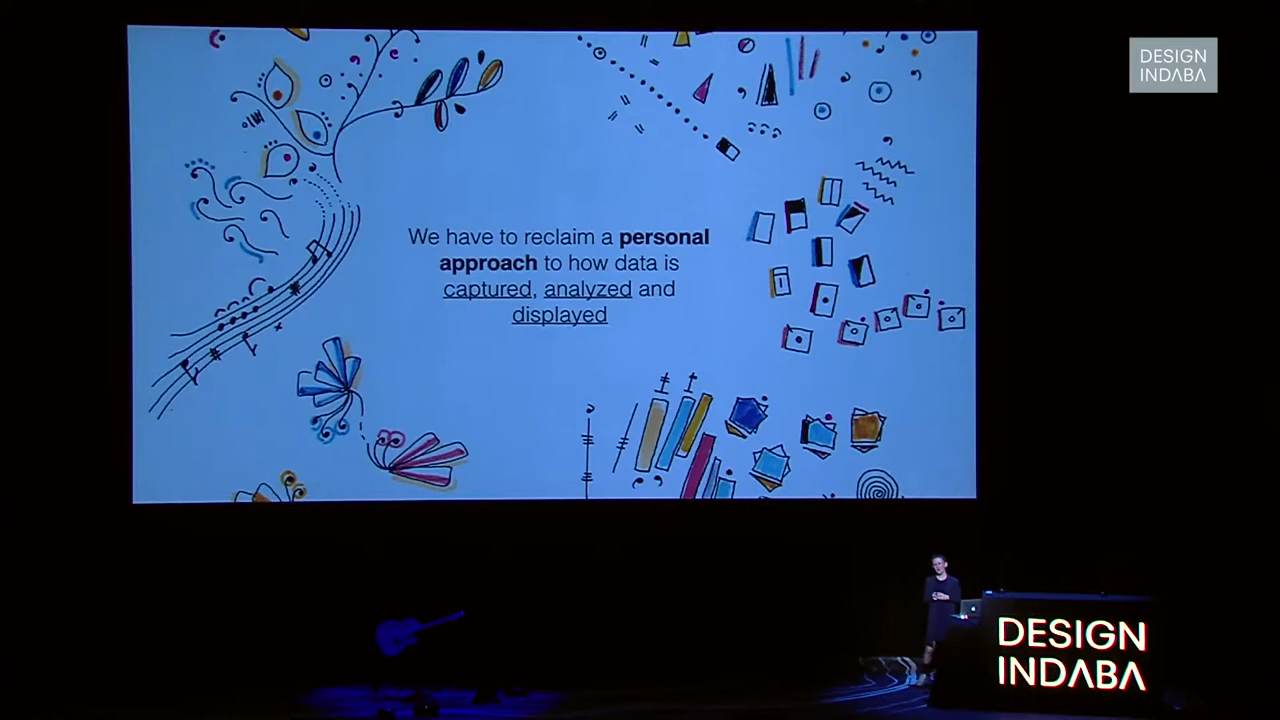 DESIGN
INDABA
We have to reclaim a personal
approach to how data is
captured, analyzed and
displayed
DESIGN
INDABA